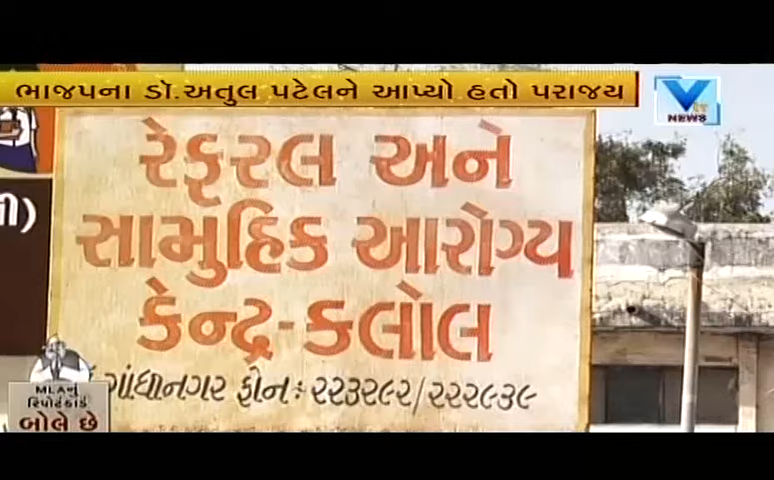 ભાજપના ડૉ.અતુલ પટેલને આપ્યો હતો પરાજય
V
NEWS
રેફરલ અને
સામુહિક આરોગ્ય
કેન્દ્ર-કલોલ
ગાંધીનગર ફોન: ૨૨૩૨૯૨/૨૨૨૯૩૯
MLAનું
રિપોર્ટકાર્ડ
બોલે છે